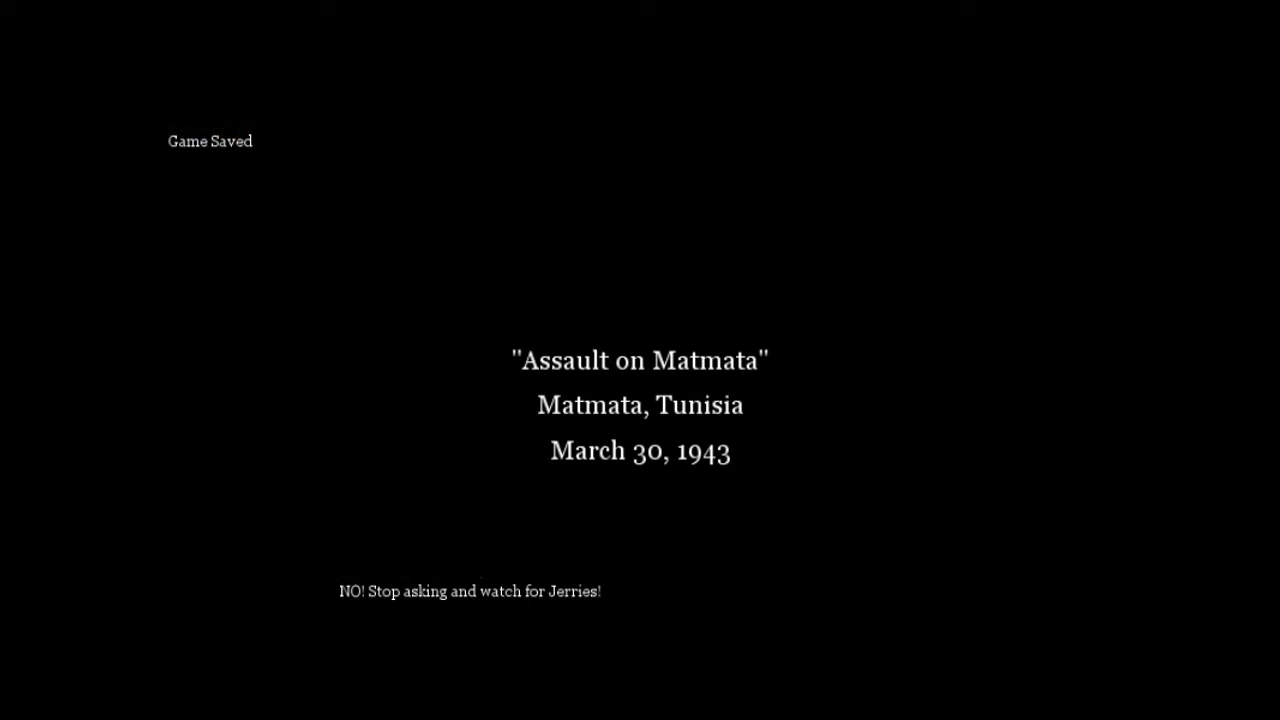 Game Saved
"Assault on Matmata"
Matmata, Tunisia
March 30, 1943
NO! Stop asking and watch for Jerries!